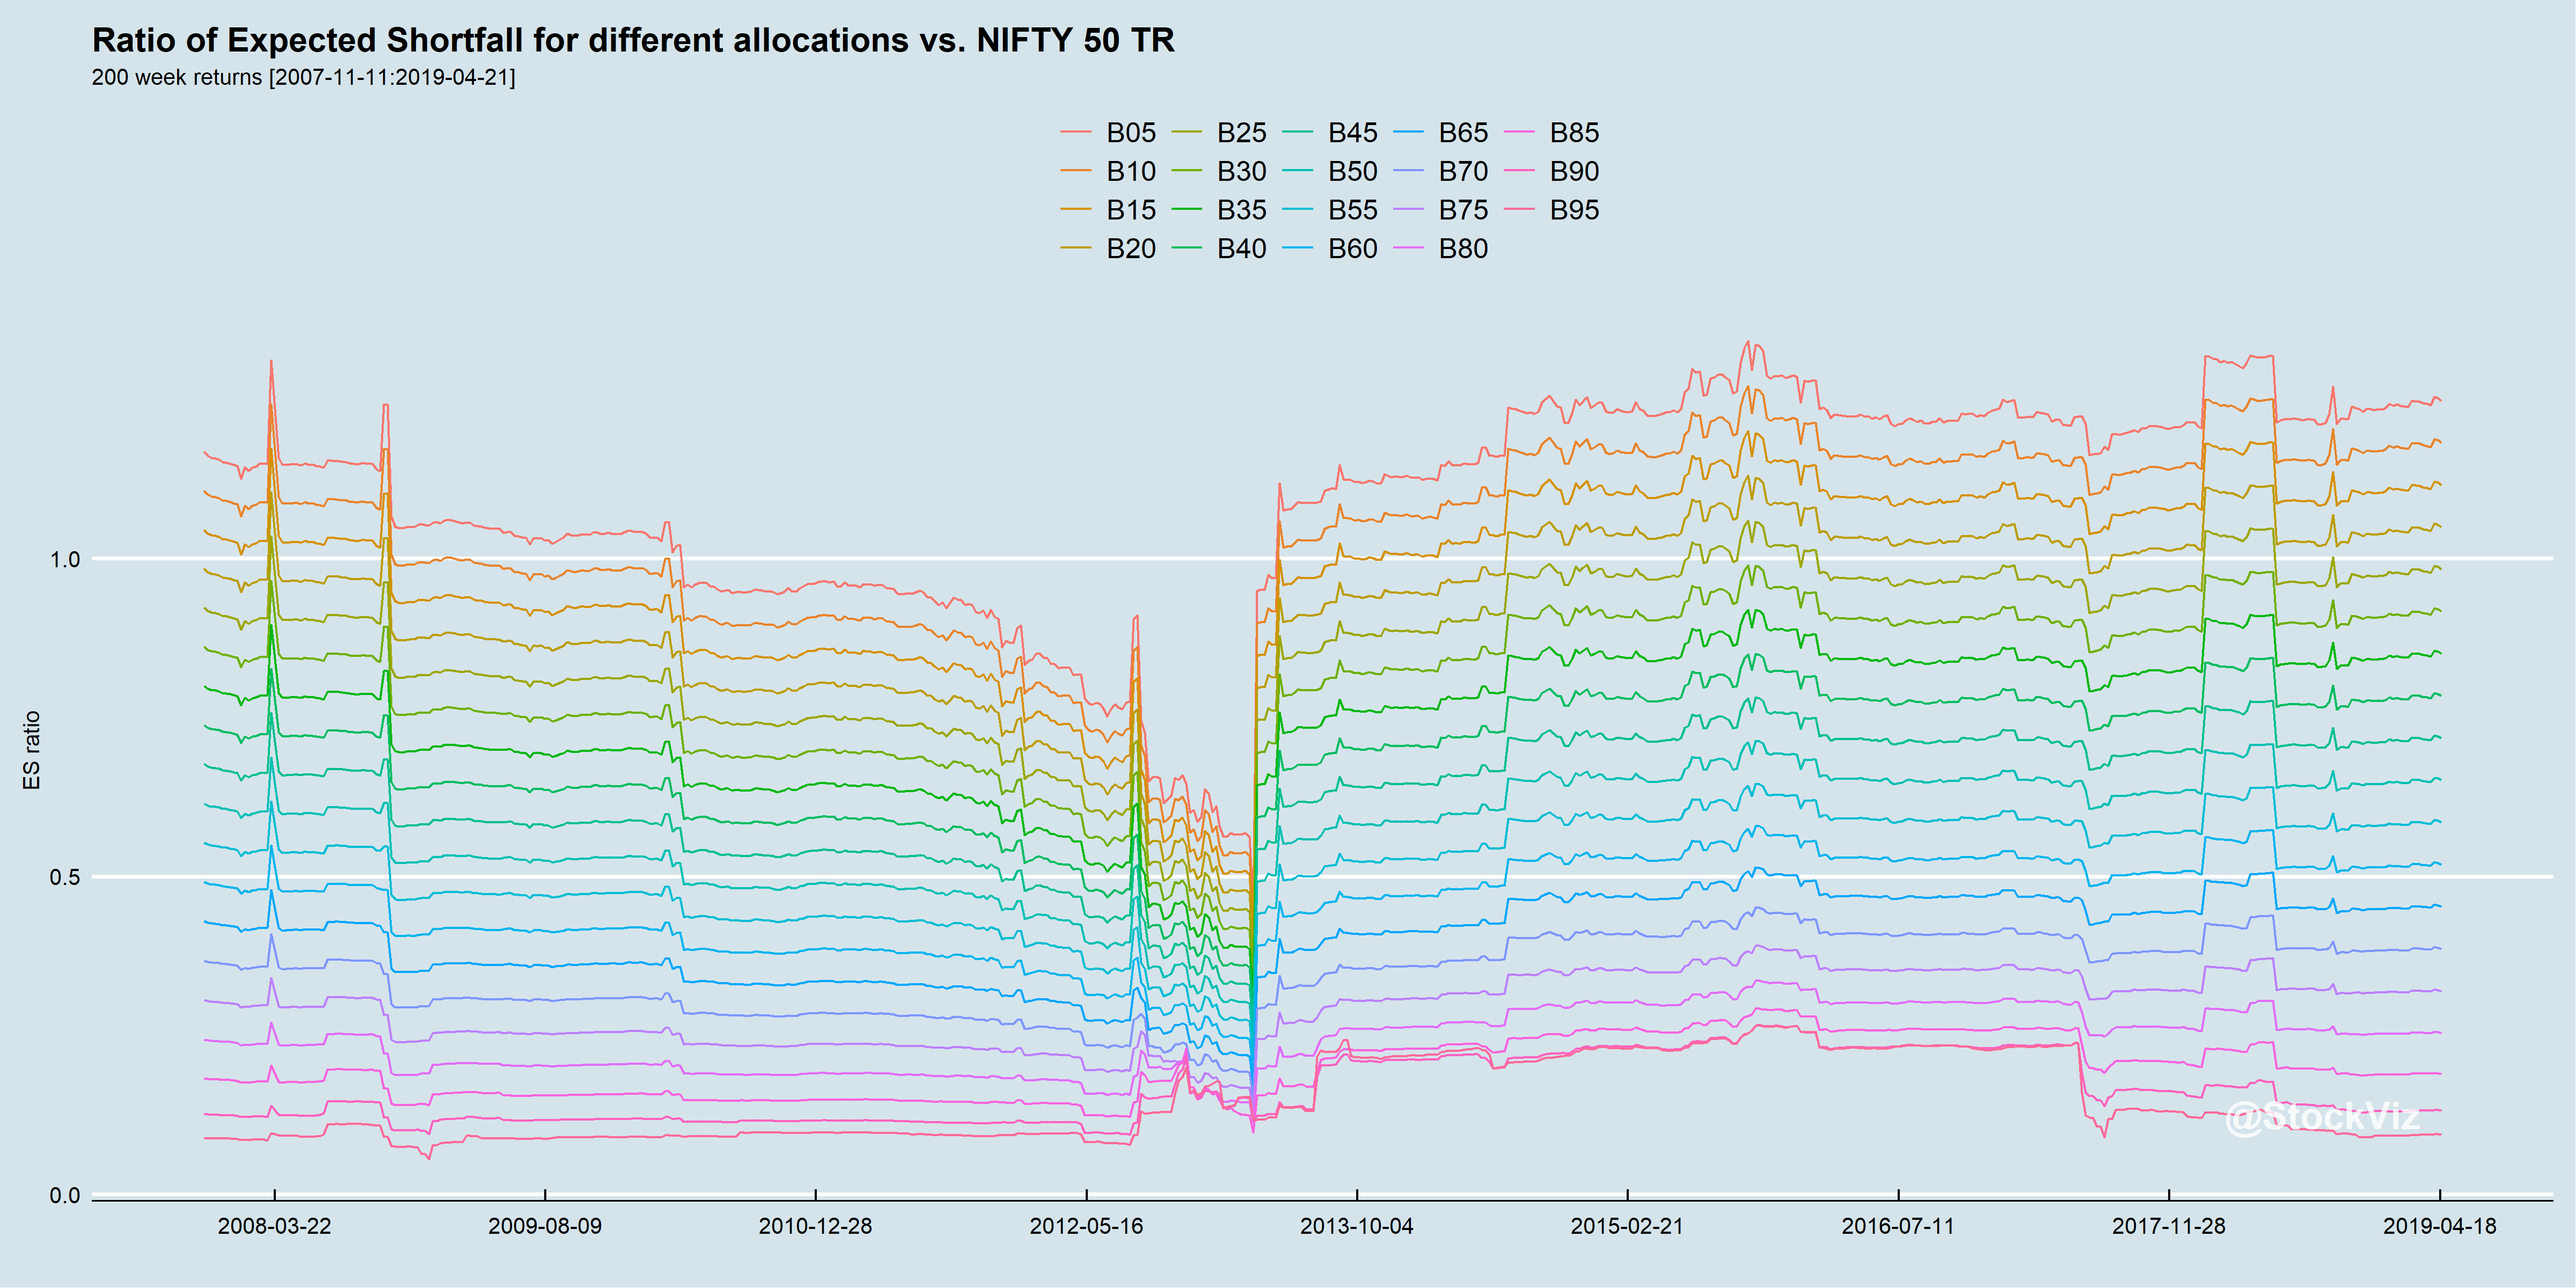 Ratio of Expected Shortfall for different allocations vs. NIFTY 50 TR
200 week returns [2007-11-11:2019-04-21]
B05 B25 B45 B65 B85
B10 B30 B50 B70 B90
B15 B35 B55 B75 B95
B20 B40 B60 B80
1.0
0.5
0.0
ES ratio
@StockViz
2008-03-22 2009-08-09 2010-12-28 2012-05-16 2013-10-04 2015-02-21 2016-07-11 2017-11-28 2019-04-18